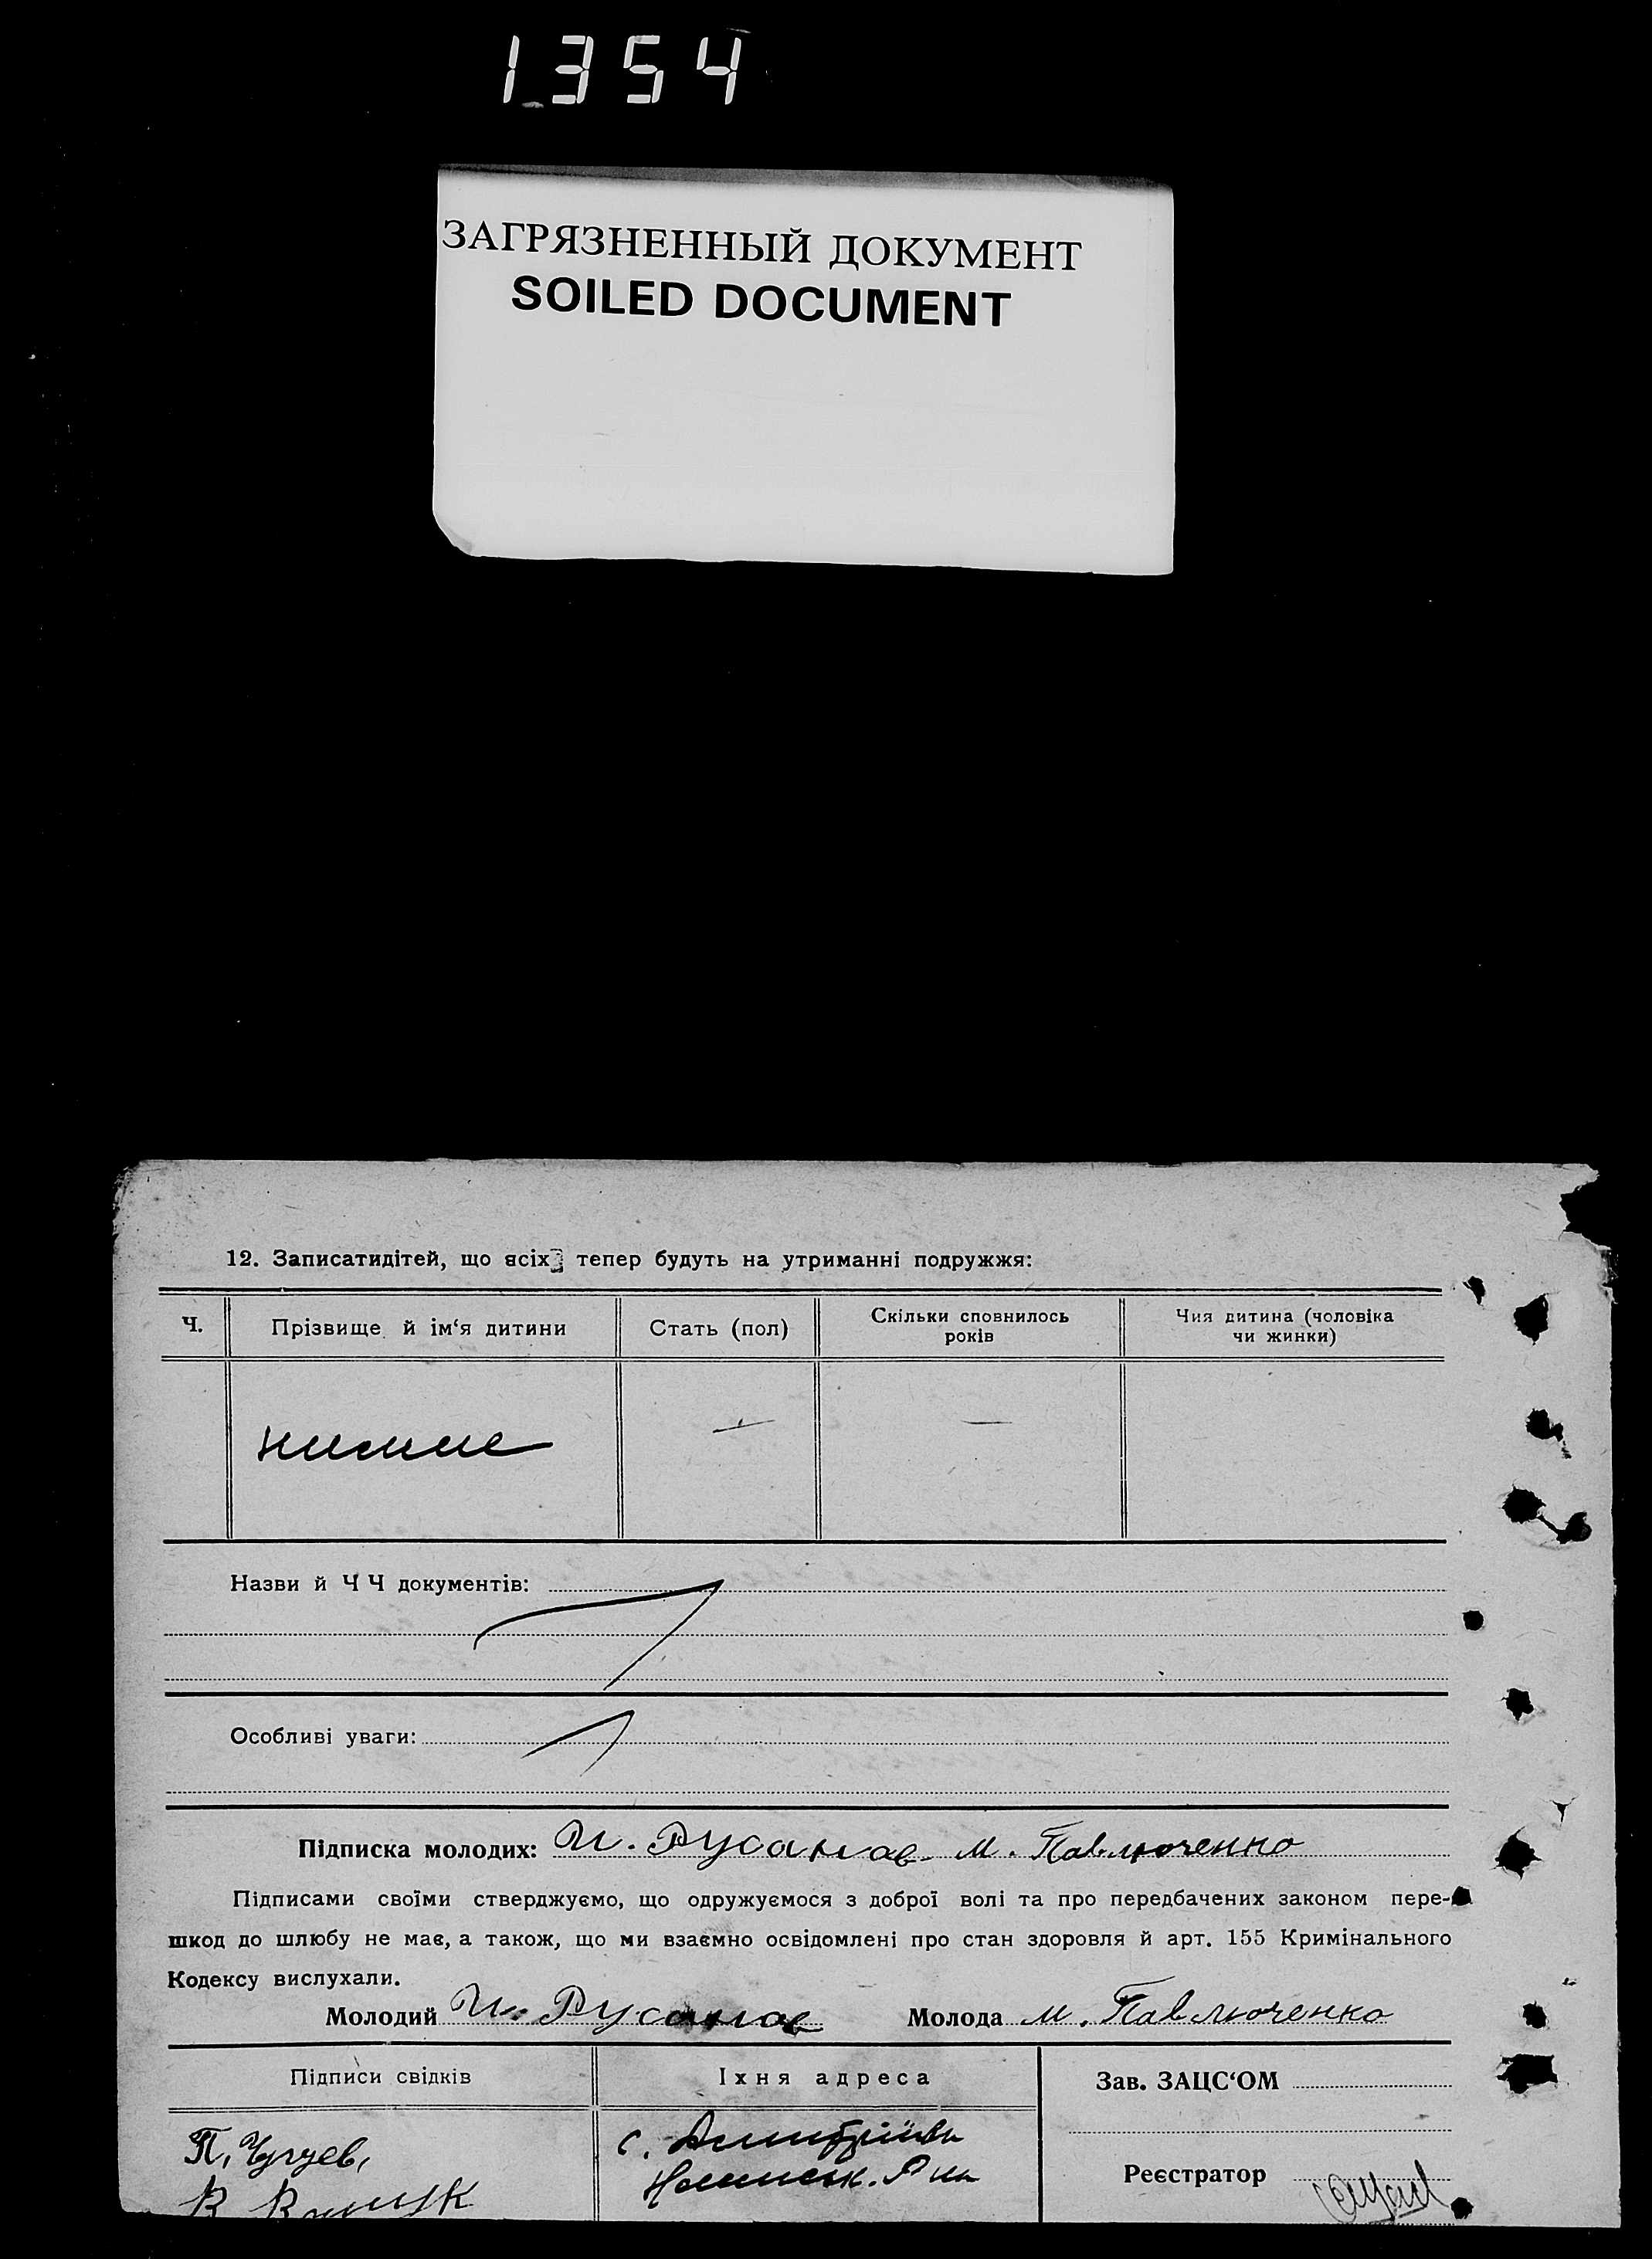 1354
ЗАГРЯЗНЕННЫЙ ДОКУМЕНТ
SOILED DOCUMENT
12. Записатидітей, що всіх тепер будуть на утриманні подружжя:
Ч.
Прізвище й ім‘я дитини
Стать (пол)
Скільки сповнилось
років
Чия дитина (чоловіка
чи жинки)
— —
Назви й Ч Ч документів:
Особливі уваги:
Підписка молодих: И. Русанов М. Павлюченко
Підписами своїми стверджуємо, що одружуємося з доброї волі та про передбачених законом пере-
шкод до шлюбу не має, а також, що ми взаємно освідомлені про стан здоровля й арт. 155 Кримінального
Кодексу вислухали.
Молодий И. Русанов Молода М. Павлюченко
Підписи свідків
Їхня адреса
Зав. ЗАЦС‘ОМ
П. Чугуев,
с.
Реєстратор